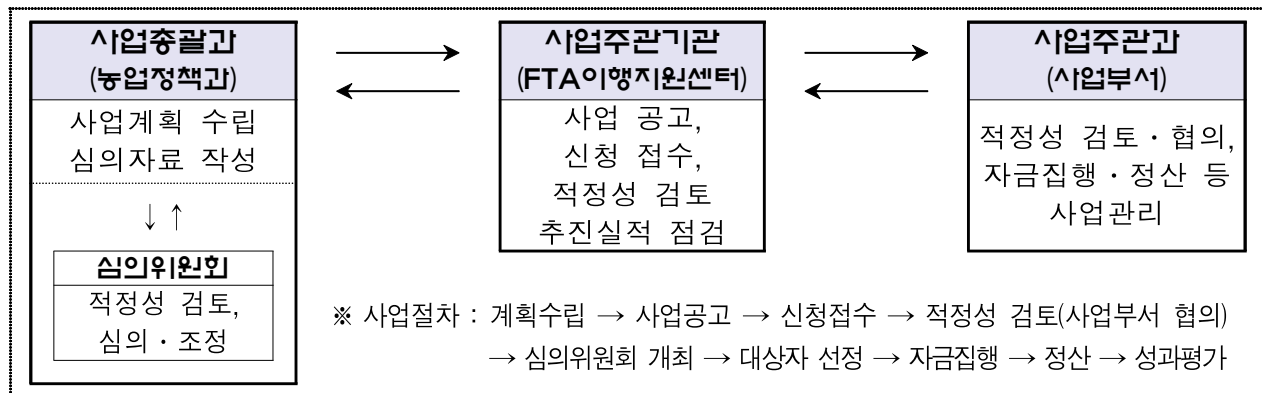 사업총괄과
(농업정책과)
사업계획 수립
심의자료 작성
↓ ↑
심의위원회
적정성 검토,
심의・조정
사업주관기관
(FTA이행지원센터)
사업 공고,
신청 접수,
적정성 검토
추진실적 점검
사업주관과
(사업부서)
적정성 검토・협의,
자금집행・정산 등
사업관리
※ 사업절차 : 계획수립 → 사업공고 → 신청접수 → 적정성 검토(사업부서 협의)
→ 심의위원회 개최 → 대상자 선정 → 자금집행 → 정산 → 성과평가